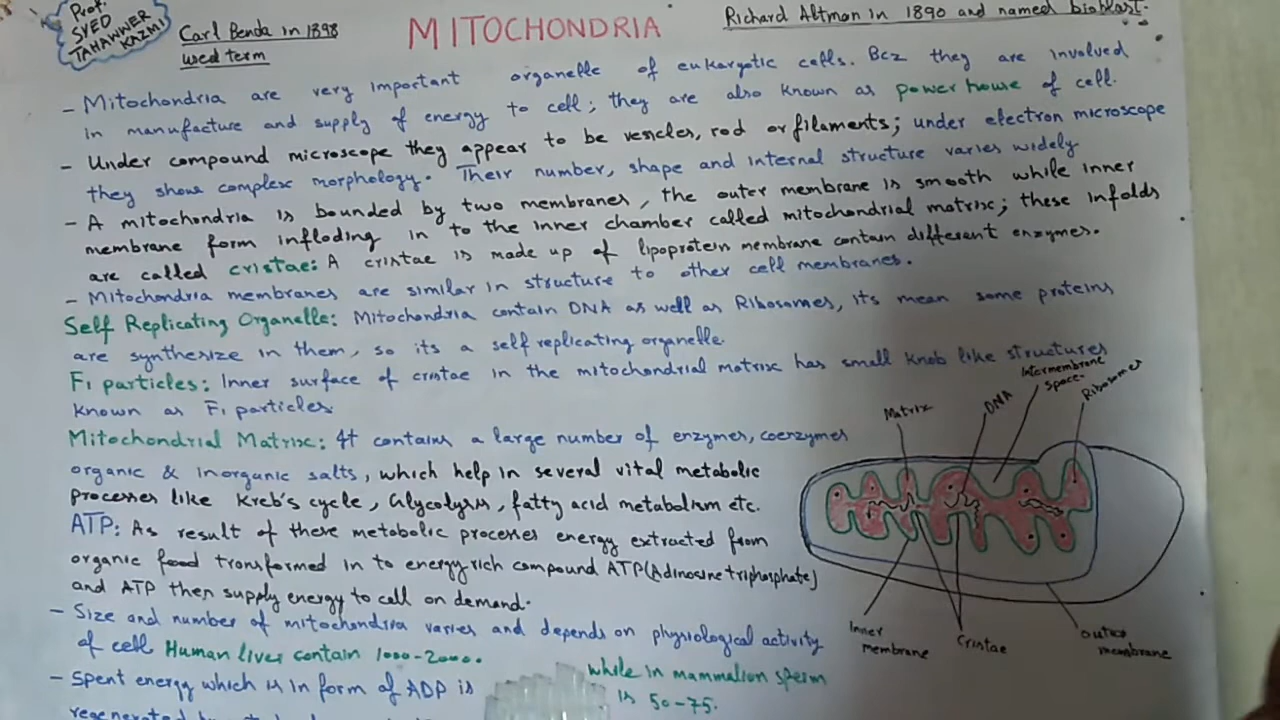 Prof.
SYED
TAHAWWER
KAZMI
Carl Benda in 1898
used term
MITOCHONDRIA
Richard Altman in 1890 and named bioblast.
- Mitochondria are very important organelle of eukaryotic cells. Bcz they are involved
in manufacture and supply of energy to cell; they are also known as power house of cell.
- Under compound microscope they appear to be vesicles, rod or filaments; under electron microscope
they show complex morphology. Their number, shape and internal structure varies widely
- A mitochondria is bounded by two membranes, the outer membrane is smooth while inner
membrane form infloding in to the inner chamber called mitochondrial matrix; these infolds
are called cristae: A cristae is made up of lipoprotein membrane contain different enzymes.
- Mitochondria membranes are similar in structure to other cell membranes.
Self Replicating Organelle: Mitochondria contain DNA as well as Ribosomes, its mean some proteins
are synthesize in them, so its a self replicating organelle.
F1 particles: Inner surface of cristae in the mitochondrial matrix has small knob like structures
known as F1 particles.
Mitochondrial Matrix: It contains a large number of enzymes, coenzymes
organic & inorganic salts, which help in several vital metabolic
processes like Kreb's cycle, Glycolysis, fatty acid metabolism etc.
ATP: As result of these metabolic processes energy extracted from
organic food transformed in to energy-rich compound ATP(Adinosine triphosphate)
and ATP then supply energy to cell on demand.
- Size and number of mitochondria varies and depends on physiological activity
of cell. Human liver contain 1000-2000.
while in mammalion sperm
is 50-75.
- Spent energy which is in form of ADP is
regenerated
Matrix
DNA
Intermembrane
space
Ribosomes
Inner
membrane
Cristae
outer
membrane